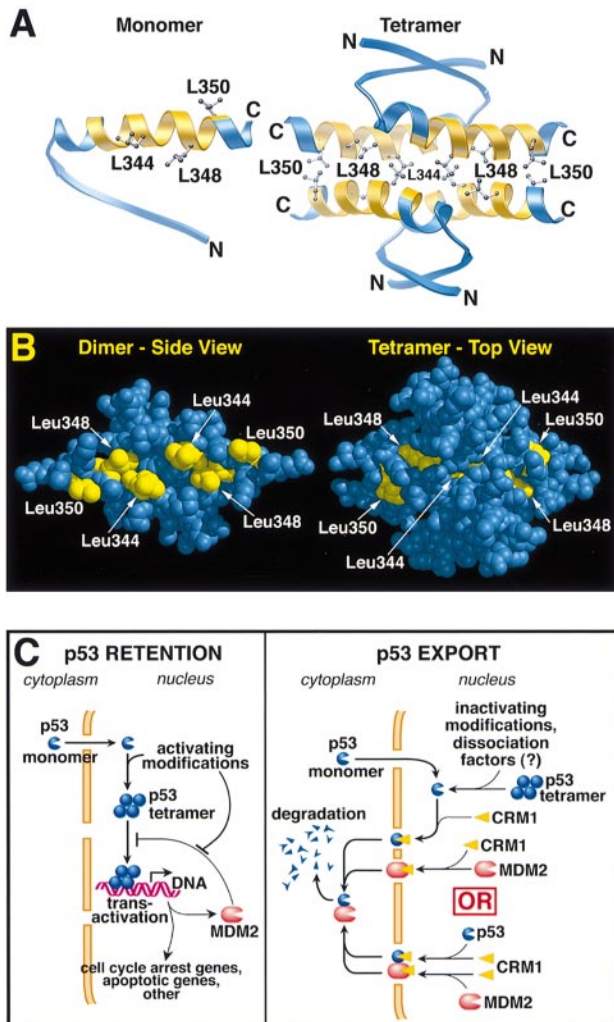 A
Monomer
Tetramer
N
N
L350
C
L344
L348
N
C
C
L350
L348
L344
L348
L350
C
C
N
N
B
Dimer - Side View
Tetramer - Top View
Leu344
Leu348
Leu350
Leu350
Leu344
Leu348
Leu344
Leu348
Leu350
Leu350
Leu344
Leu348
C
p53 RETENTION
cytoplasm
nucleus
p53
monomer
activating
modifications
p53
tetramer
DNA
trans-
activation
MDM2
cell cycle arrest genes,
apoptotic genes,
other
p53 EXPORT
cytoplasm
nucleus
inactivating
modifications,
dissociation
factors (?)
p53
monomer
p53
tetramer
degradation
CRM1
CRM1
MDM2
OR
p53
CRM1
MDM2